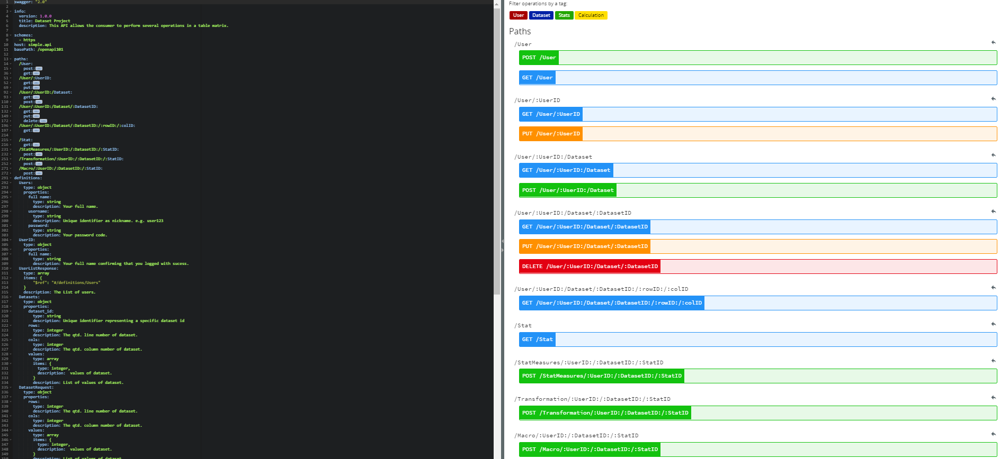 1 swagger: "2.0"
2
3 info:
4 version: 1.0.0
5 title: Dataset Project
6 description: This API allows the consumer to perform several operations in a table matrix.
7
8 schemes:
9 - https
10 host: simple.api
11 basePath: /openapi101
12
13 paths:
14 /User:
15 post:
36 get:
51 /User/:UserID:
52 get:
69 put:
92 /User/:UserID:/Dataset:
93 get:
110 post:
131 /User/:UserID:/Dataset/:DatasetID:
132 get:
149 put:
172 delete:
196 /User/:UserID:/Dataset/:DatasetID:/:rowID:/:colID:
197 get:
214
215 /Stat:
216 get:
231 /StatMeasures/:UserID:/:DatasetID:/:StatID:
232 post:
251 /Transformation/:UserID:/:DatasetID:/:StatID:
252 post:
271 /Macro/:UserID:/:DatasetID:/:StatID:
272 post:
291 definitions:
292 Users:
293 type: object
294 properties:
295 full name:
296 type: string
297 description: Your full name.
298 username:
299 type: string
300 description: Unique identifier as nickname. e.g. user123
301 password:
302 type: string
303 description: Your password code.
304 UserID:
305 type: object
306 properties:
307 full name:
308 type: string
309 description: Your full name confirming that you logged with sucess.
310 UserListResponse:
311 type: array
312 items: {
313 "$ref": "#/definitions/Users"
314 }
315 description: The List of users.
316 Datasets:
317 type: object
318 properties:
319 dataset_id:
320 type: string
321 description: Unique identifier representing a specific dataset id
322 rows:
323 type: integer
324 description: The qtd. line number of dataset.
325 cols:
326 type: integer
327 description: The qtd. column number of dataset.
328 values:
329 type: array
330 items: {
331 type: integer,
332 description: values of dataset.
333 }
334 description: List of values of dataset.
335 DatasetRequest:
336 type: object
337 properties:
338 rows:
339 type: integer
340 description: The qtd. line number of dataset.
341 cols:
342 type: integer
343 description: The qtd. column number of dataset.
344 values:
345 type: array
346 items: {
347 type: integer,
348 description: values of dataset.
349 }
350 description: List of values of dataset.
Filter operations by a tag:
User Dataset Stats Calculation
Paths
/User
POST /User
GET /User
/User/:UserID
GET /User/:UserID
PUT /User/:UserID
/User/:UserID:/Dataset
GET /User/:UserID:/Dataset
POST /User/:UserID:/Dataset
/User/:UserID:/Dataset/:DatasetID
GET /User/:UserID:/Dataset/:DatasetID
PUT /User/:UserID:/Dataset/:DatasetID
DELETE /User/:UserID:/Dataset/:DatasetID
/User/:UserID:/Dataset/:DatasetID:/:rowID:/:colID
GET /User/:UserID:/Dataset/:DatasetID:/:rowID:/:colID
/Stat
GET /Stat
/StatMeasures/:UserID:/:DatasetID:/:StatID
POST /StatMeasures/:UserID:/:DatasetID:/:StatID
/Transformation/:UserID:/:DatasetID:/:StatID
POST /Transformation/:UserID:/:DatasetID:/:StatID
/Macro/:UserID:/:DatasetID:/:StatID
POST /Macro/:UserID:/:DatasetID:/:StatID